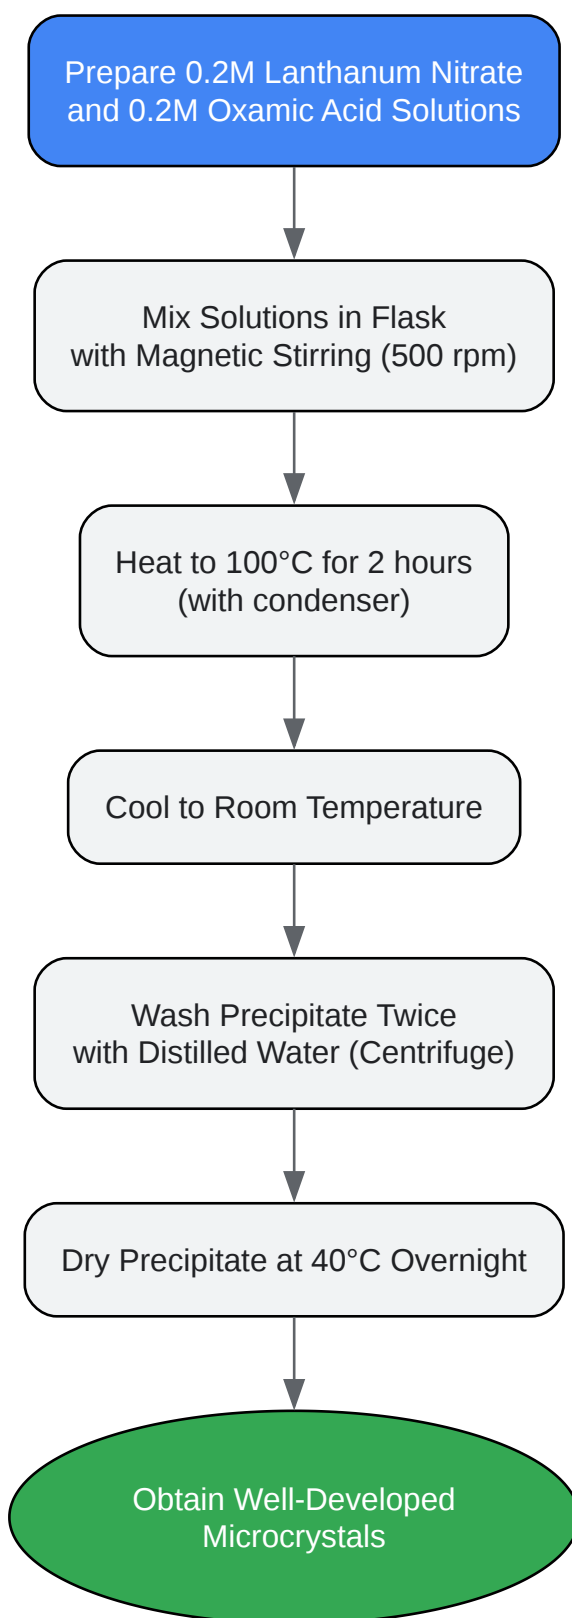 Prepare 0.2M Lanthanum Nitrate
and 0.2M Oxamic Acid Solutions
Mix Solutions in Flask
with Magnetic Stirring (500 rpm)
Heat to 100°C for 2 hours
(with condenser)
Cool to Room Temperature
Wash Precipitate Twice
with Distilled Water (Centrifuge)
Dry Precipitate at 40°C Overnight
Obtain Well-Developed
Microcrystals